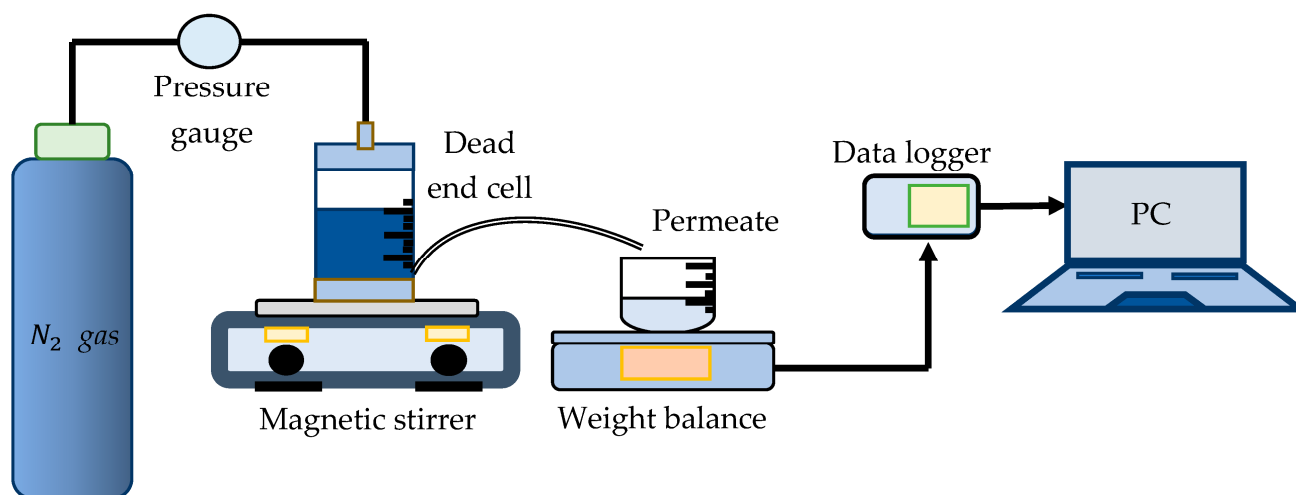 Pressure
gauge
Dead
end cell
Data logger
Permeate
PC
N₂ gas
Magnetic stirrer
Weight balance